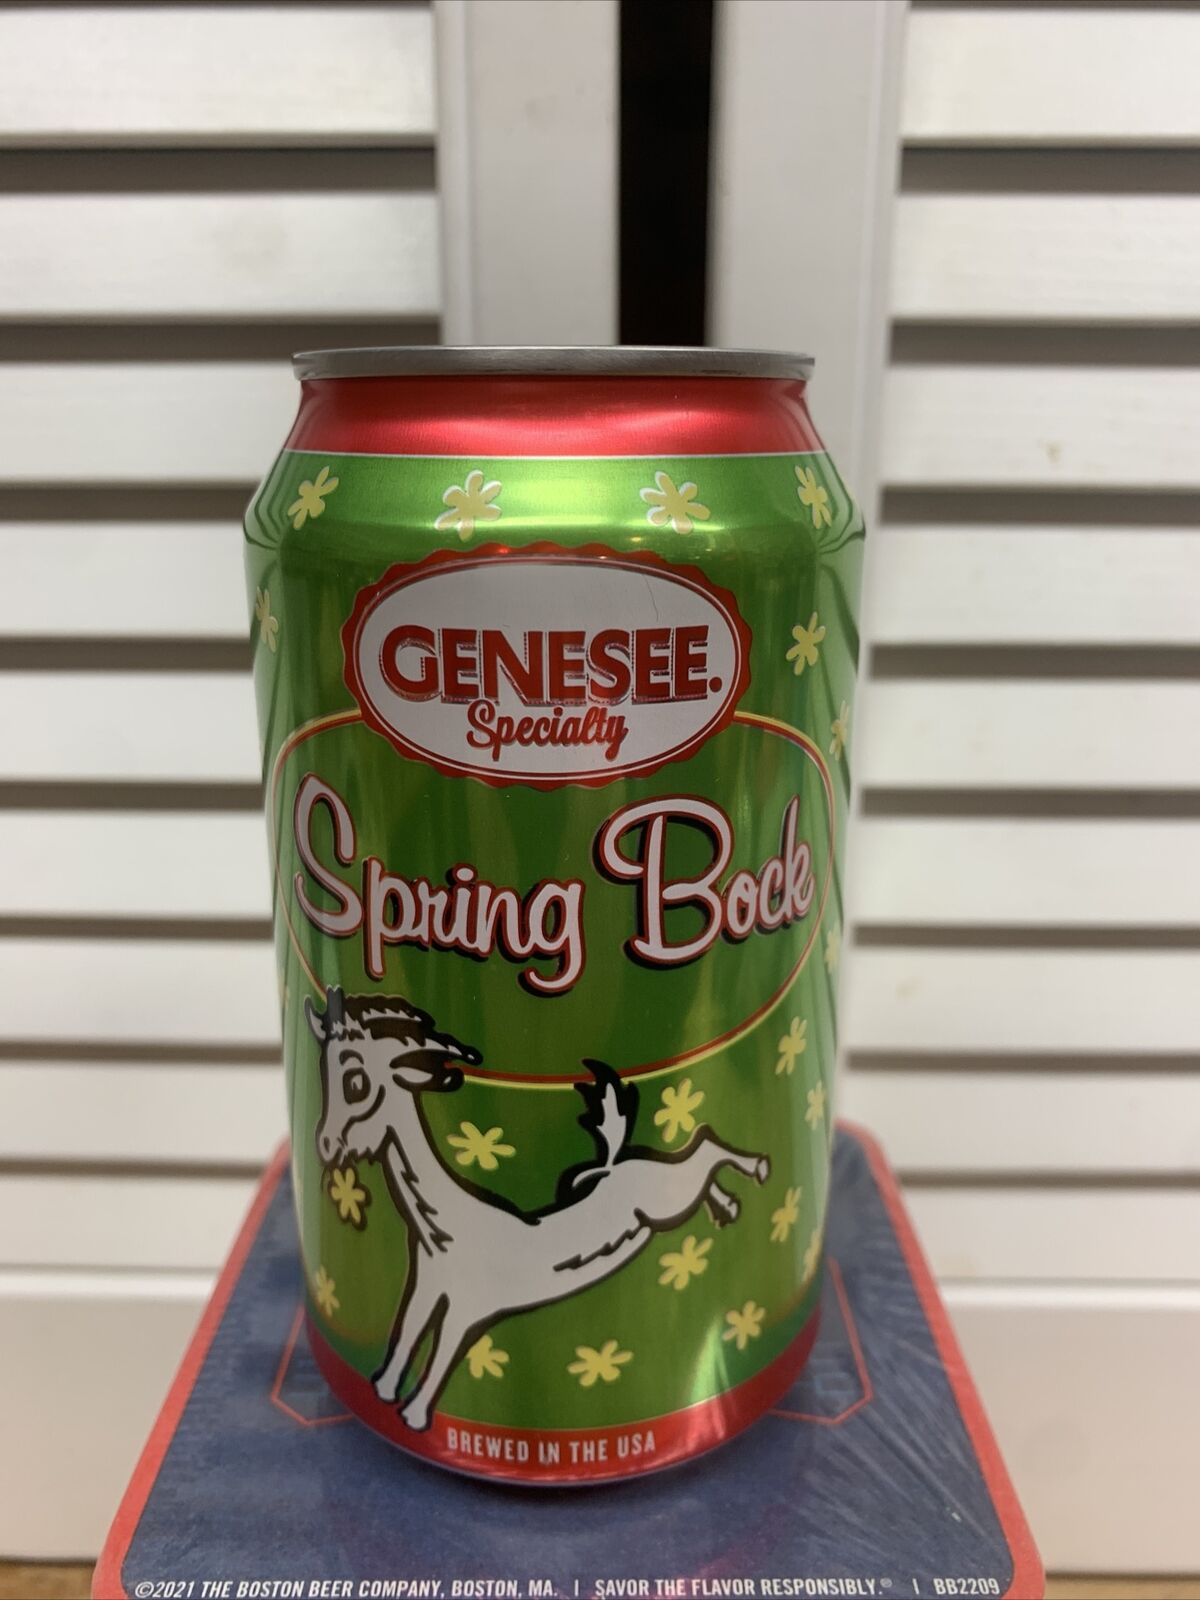 GENESEE.
Specialty
Spring Bock
BREWED IN THE USA
©2021 THE BOSTON BEER COMPANY, BOSTON, MA. | SAVOR THE FLAVOR RESPONSIBLY.® | BB2209